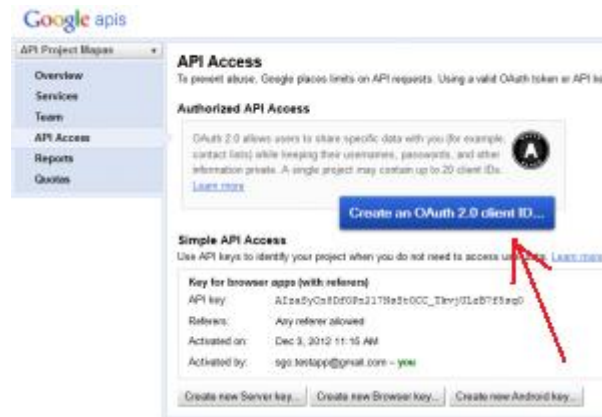 Google apis
API Project Mapas
Overview
Services
Team
API Access
Reports
Quotas
API Access
To prevent abuse, Google places limits on API requests. Using a valid OAuth token or API
Authorized API Access
OAuth 2.0 allows users to share specific data with you (for example,
contact lists) while keeping their usernames, passwords, and other
information private. A single project may contain up to 20 client IDs.
Learn more
A
Create an OAuth 2.0 client ID...
Simple API Access
Use API keys to identify your project when you do not need to access user data. Learn more
Key for browser apps (with referers)
API key:
Referers: Any referer allowed
Activated on: Dec 3, 2012 11:15 AM
Activated by: sgo.testapp@gmail.com – you
Create new Server key... Create new Browser key... Create new Android key...